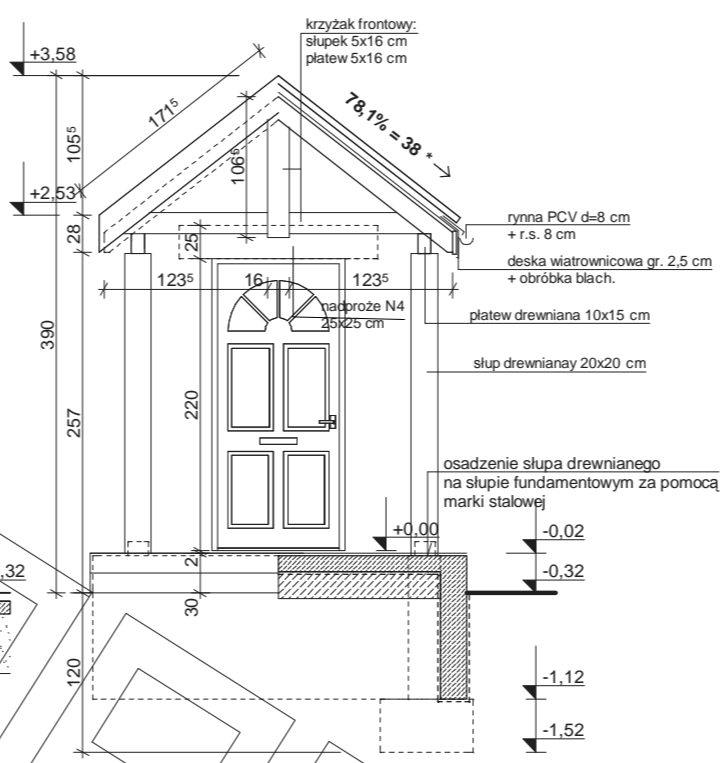 krzyżak frontowy:
słupek 5x16 cm
płatew 5x16 cm
+3,58
171⁵
78,1% = 38 °
105⁵
106⁵
+2,53
28
25
rynna PCV d=8 cm
+ r.s. 8 cm
deska wiatrownicowa gr. 2,5 cm
+ obróbka blach.
123⁵
16
123⁵
nadproże N4
25x25 cm
płatew drewniana 10x15 cm
390
słup drewnianay 20x20 cm
257
220
osadzenie słupa drewnianego
na słupie fundamentowym za pomocą
marki stalowej
+0,00
-0,02
2
,32
-0,32
30
120
-1,12
-1,52